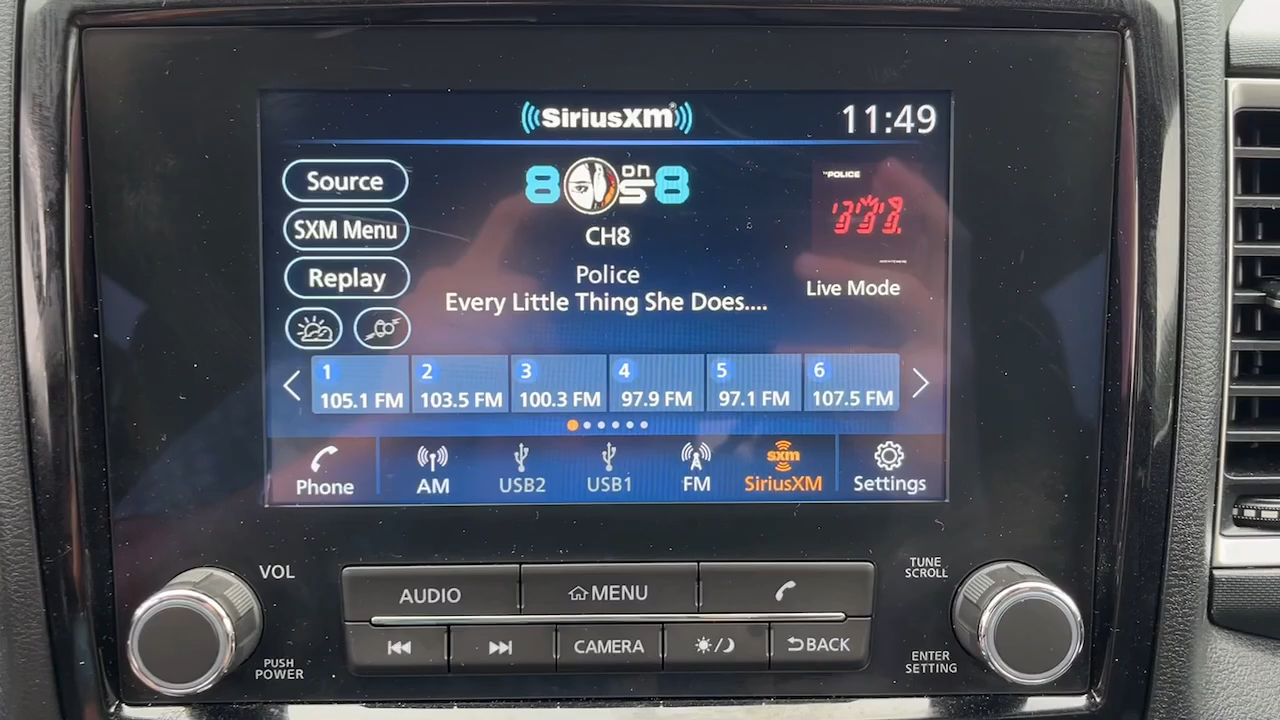 SiriusXM
11:49
Source
SXM Menu
Replay
8 on 8
CH8
Police
Every Little Thing She Does....
POLICE
Live Mode
1
105.1 FM
2
103.5 FM
3
100.3 FM
4
97.9 FM
5
97.1 FM
6
107.5 FM
Phone
AM
USB2
USB1
FM
sxm
SiriusXM
Settings
VOL
PUSH
POWER
AUDIO
MENU
CAMERA
BACK
TUNE
SCROLL
ENTER
SETTING